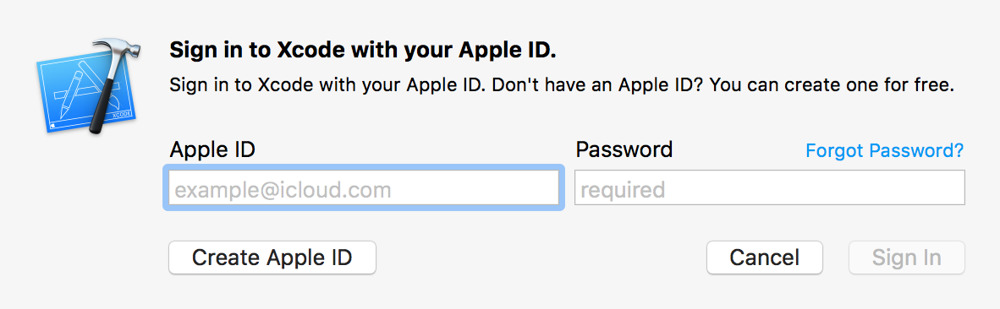 Sign in to Xcode with your Apple ID.
Sign in to Xcode with your Apple ID. Don't have an Apple ID? You can create one for free.
XCODE
Apple ID
Password
Forgot Password?
example@icloud.com
required
Create Apple ID
Cancel
Sign In